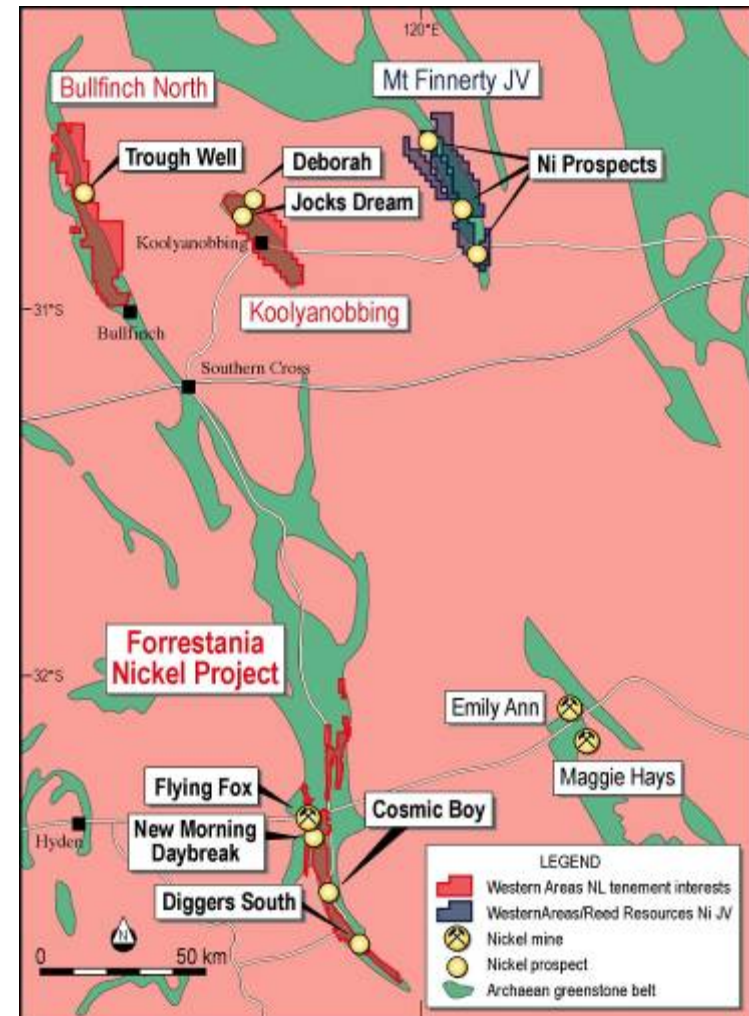 120°E
Bullfinch North
Mt Finnerty JV
Trough Well
Deborah
Jocks Dream
Ni Prospects
Koolyanobbing
Koolyanobbing
31°S
Bullfinch
Southern Cross
Forrestania
Nickel Project
32°S
Emily Ann
Maggie Hays
Flying Fox
New Morning
Daybreak
Cosmic Boy
Hyden
Diggers South
N
0 50 km
LEGEND
Western Areas NL tenement interests
WesternAreas/Reed Resources Ni JV
Nickel mine
Nickel prospect
Archaean greenstone belt